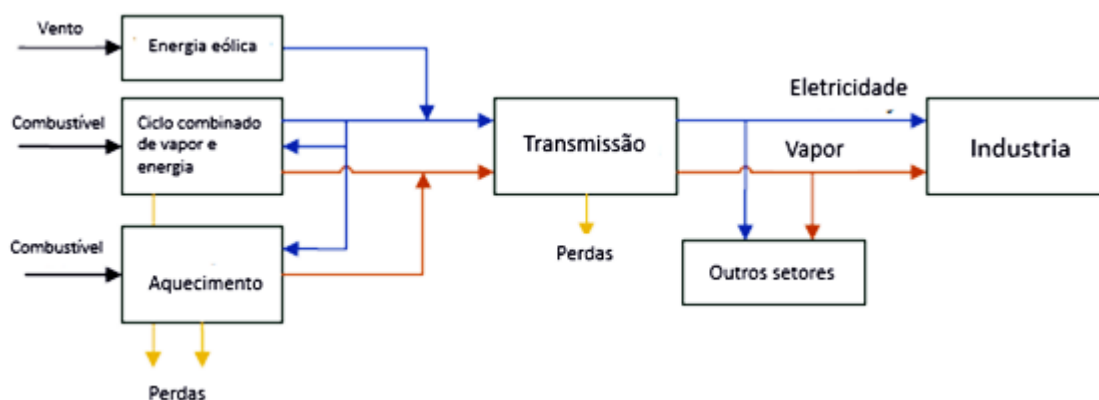 Vento
Energia eólica
Combustível
Ciclo combinado
de vapor e
energia
Combustível
Aquecimento
Perdas
Transmissão
Perdas
Eletricidade
Vapor
Industria
Outros setores